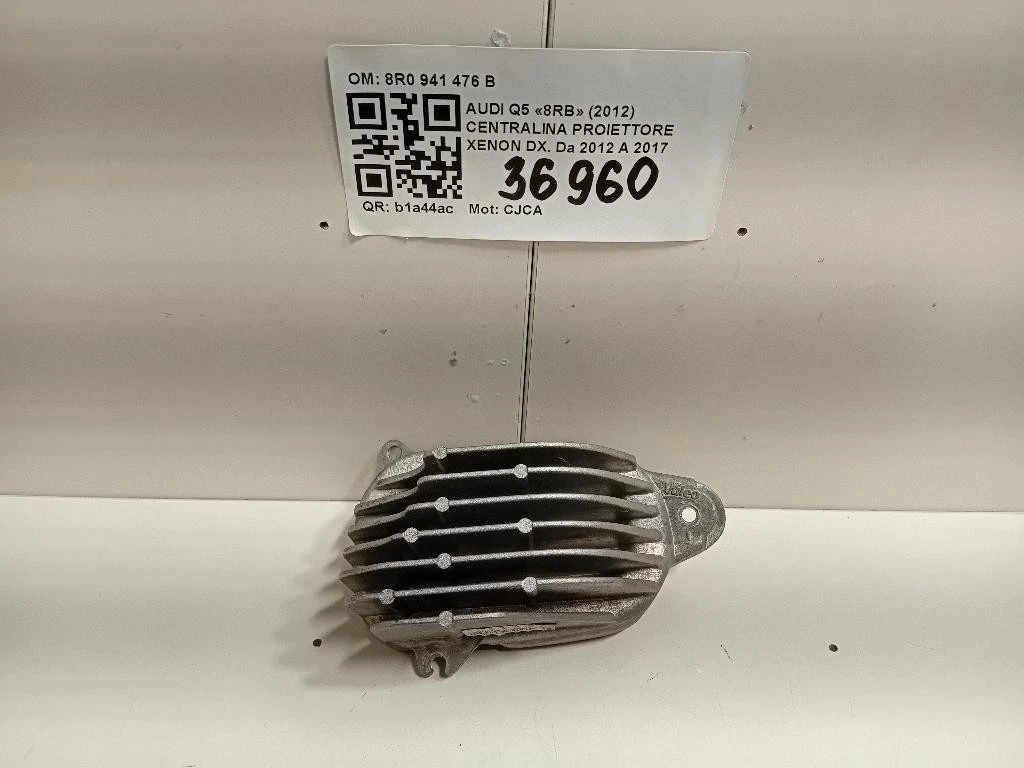 OM: 8R0 941 476 B
AUDI Q5 «8RB» (2012)
CENTRALINA PROIETTORE
XENON DX. Da 2012 A 2017
36960
QR: b1a44ac Mot: CJCA
Valeo